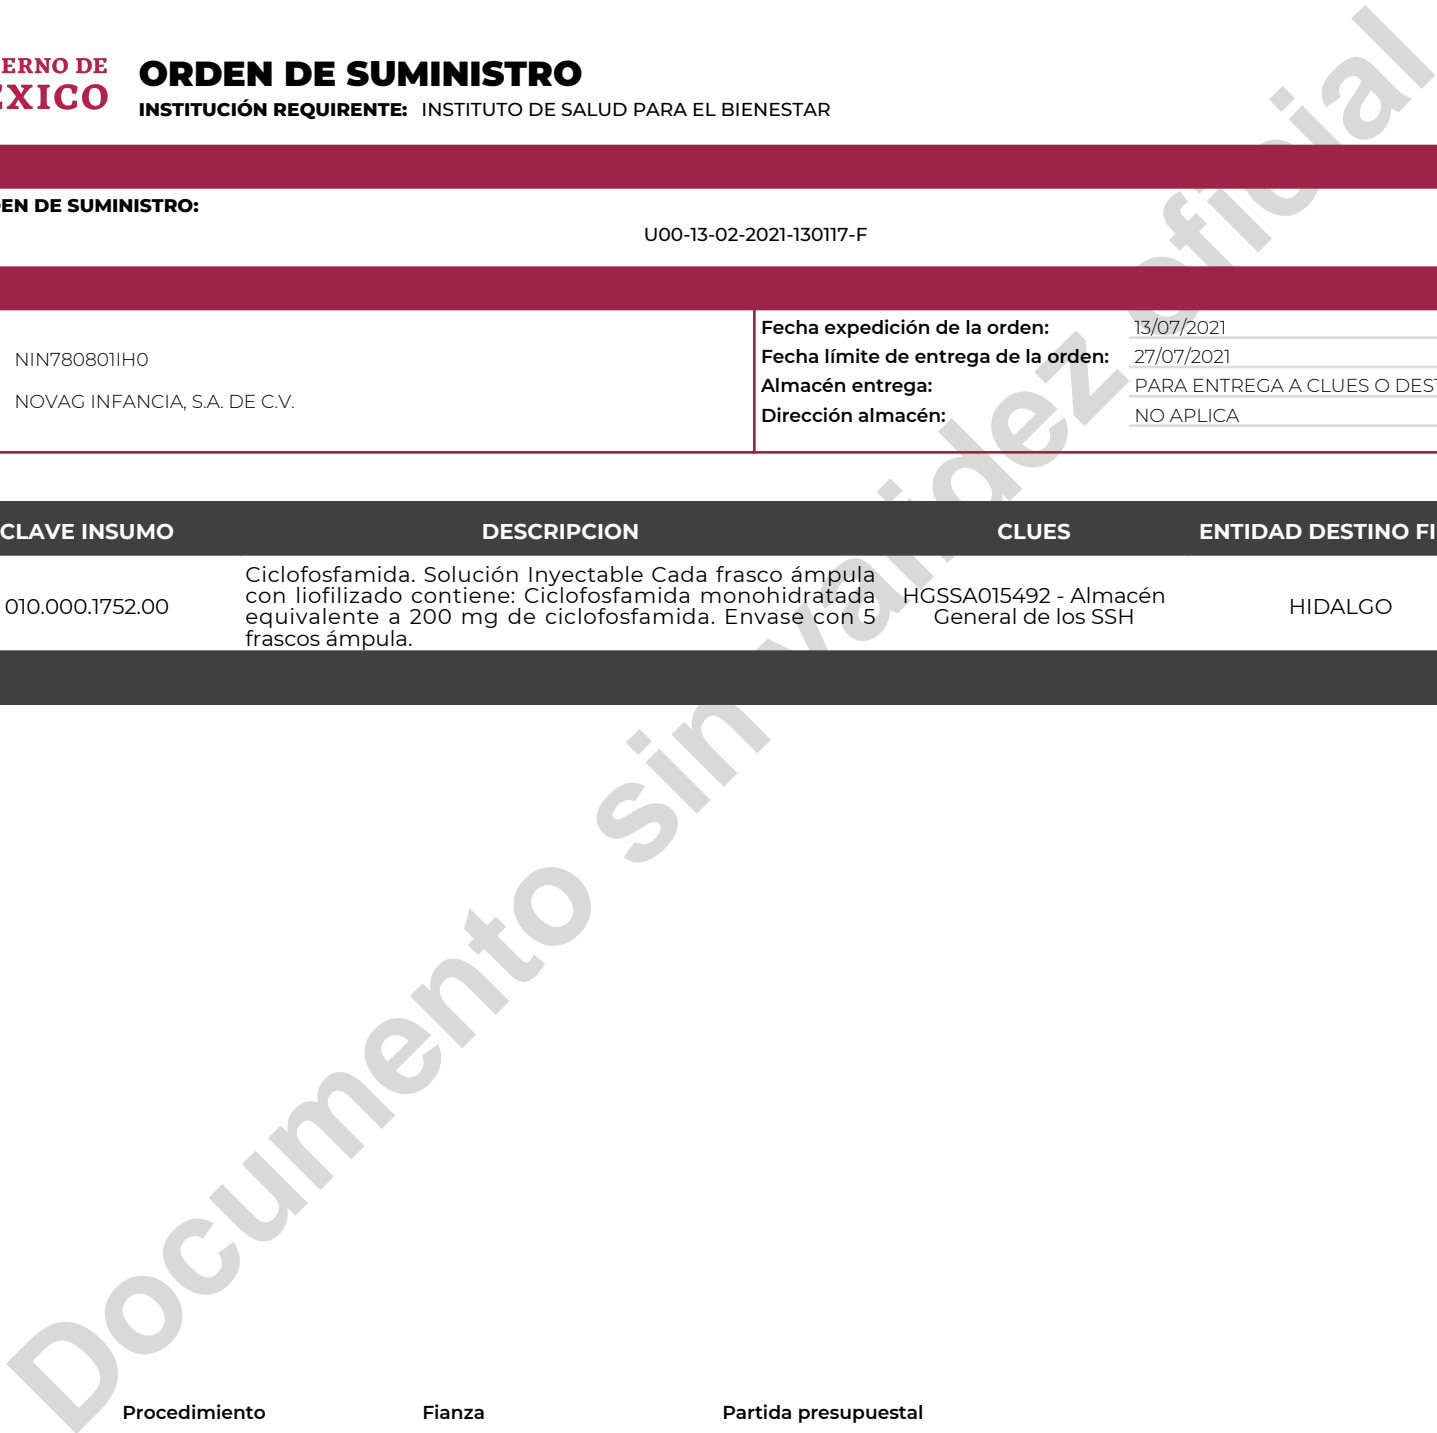 ERNO DE
EXICO
ORDEN DE SUMINISTRO
INSTITUCIÓN REQUIRENTE: INSTITUTO DE SALUD PARA EL BIENESTAR
EN DE SUMINISTRO:
U00-13-02-2021-130117-F
NIN780801IH0
NOVAG INFANCIA, S.A. DE C.V.
Fecha expedición de la orden: 13/07/2021
Fecha límite de entrega de la orden: 27/07/2021
Almacén entrega: PARA ENTREGA A CLUES O DEST
Dirección almacén: NO APLICA
CLAVE INSUMO DESCRIPCION CLUES ENTIDAD DESTINO FI
010.000.1752.00
Ciclofosfamida. Solución Inyectable Cada frasco ámpula
con liofilizado contiene: Ciclofosfamida monohidratada
equivalente a 200 mg de ciclofosfamida. Envase con 5
frascos ámpula.
HGSSA015492 - Almacén
General de los SSH
HIDALGO
Documento sin validez oficial
Procedimiento Fianza Partida presupuestal